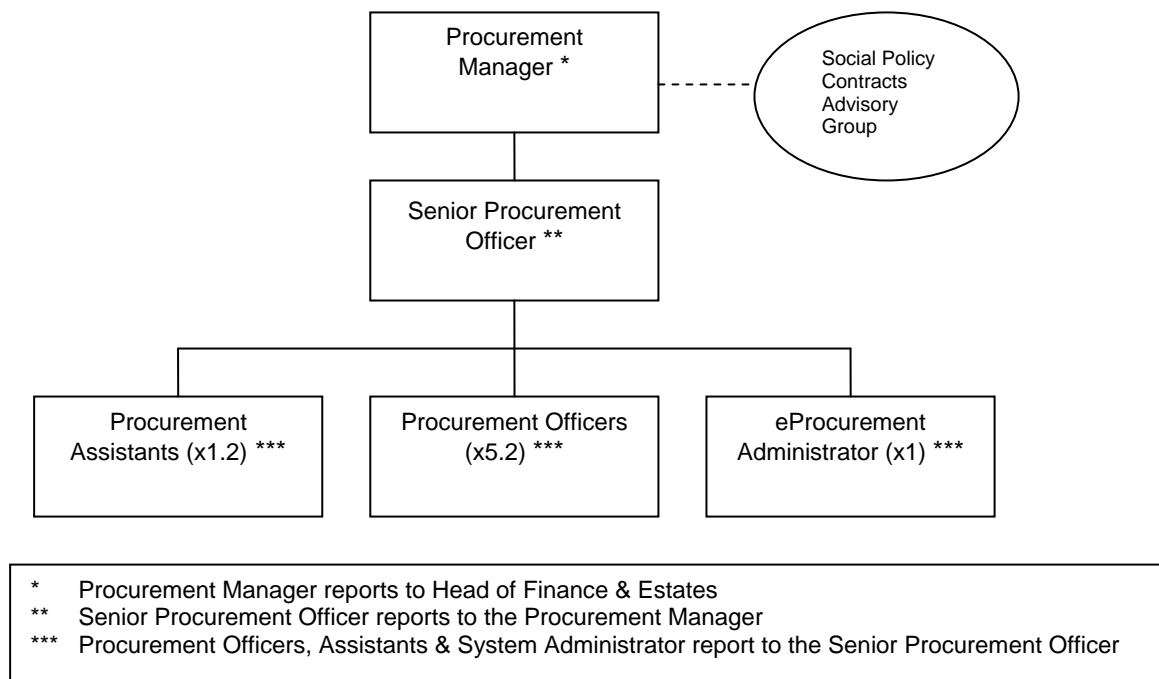 Procurement
Manager *
Social Policy
Contracts
Advisory
Group
Senior Procurement
Officer **
Procurement
Assistants (x1.2) ***
Procurement Officers
(x5.2) ***
eProcurement
Administrator (x1) ***
* Procurement Manager reports to Head of Finance & Estates
** Senior Procurement Officer reports to the Procurement Manager
*** Procurement Officers, Assistants & System Administrator report to the Senior Procurement Officer